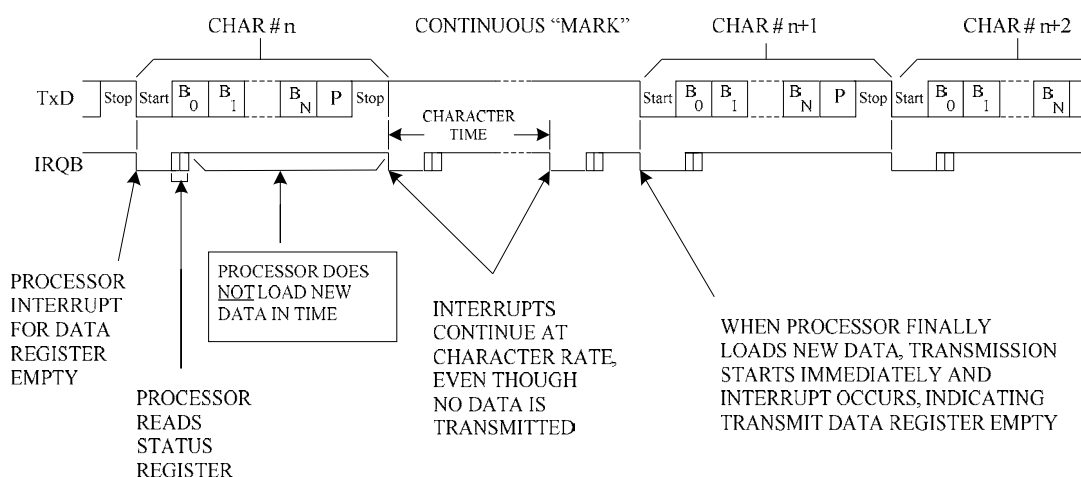 CHAR # n CONTINUOUS “MARK” CHAR # n+1 CHAR # n+2
TxD Stop Start B0 B1 BN P Stop Start B0 B1 BN P Stop Start B0 B1 BN
CHARACTER
TIME
IRQB
PROCESSOR
INTERRUPT
FOR DATA
REGISTER
EMPTY
PROCESSOR
READS
STATUS
REGISTER
PROCESSOR DOES
NOT LOAD NEW
DATA IN TIME
INTERRUPTS
CONTINUE AT
CHARACTER RATE,
EVEN THOUGH
NO DATA IS
TRANSMITTED
WHEN PROCESSOR FINALLY
LOADS NEW DATA, TRANSMISSION
STARTS IMMEDIATELY AND
INTERRUPT OCCURS, INDICATING
TRANSMIT DATA REGISTER EMPTY